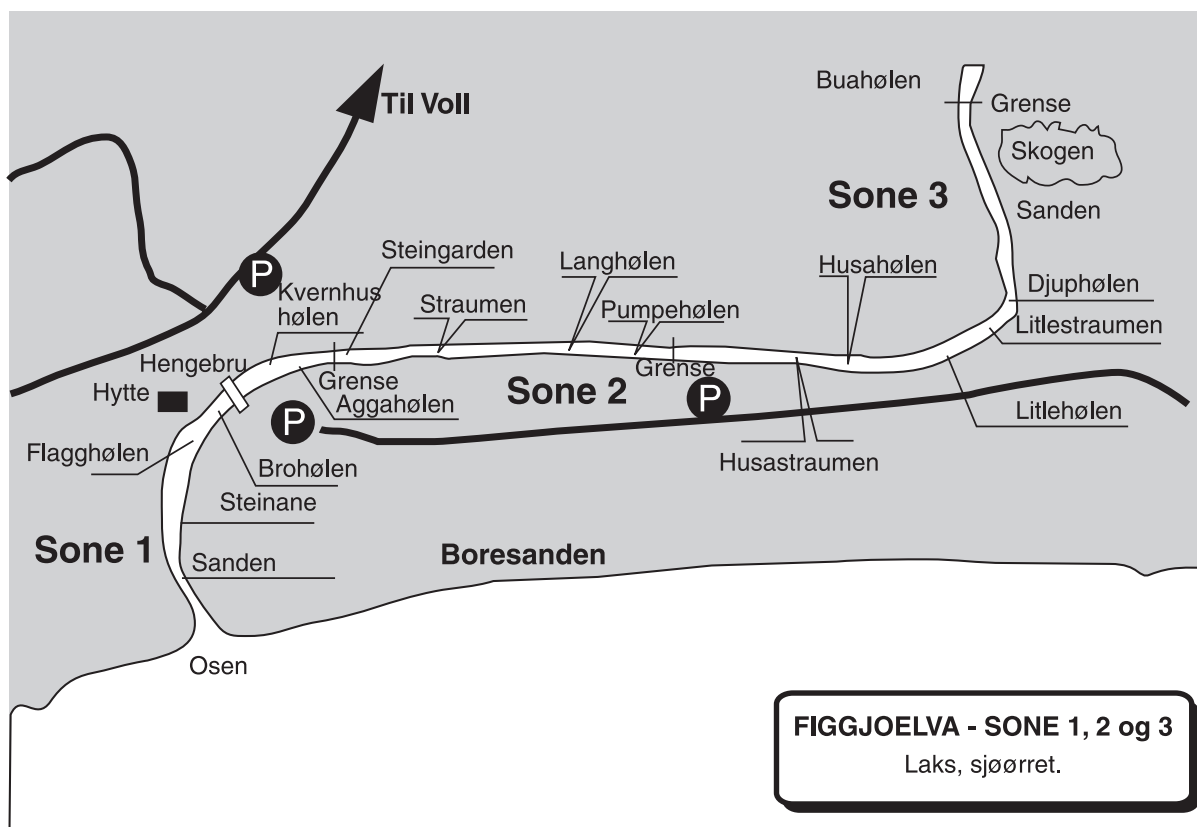 Buahølen
Grense
Til Voll
Skogen
Sone 3
Sanden
P
Steingarden
Langhølen
Husahølen
Kvernhus
hølen
Straumen
Pumpehølen
Djuphølen
Litlestraumen
Hengebru
Grense
Grense
Hytte
Aggahølen
Sone 2
P
Litlehølen
P
Flagghølen
Brohølen
Husastraumen
Steinane
Sone 1
Sanden
Boresanden
Osen
FIGGJOELVA - SONE 1, 2 og 3
Laks, sjøørret.